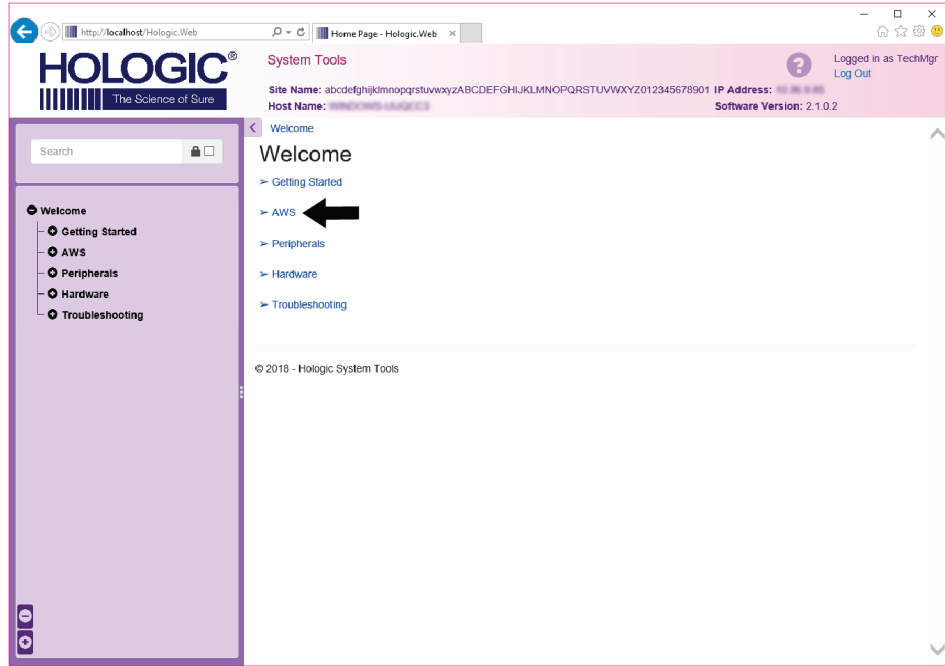 http://localhost/Hologic.Web
Home Page - Hologic.Web
HOLOGIC®
The Science of Sure
System Tools
Logged in as TechMgr
Log Out
Site Name: abcdefghijklmnopqrstuvwxyzABCDEFGHIJKLMNOPQRSTUVWXYZ012345678901 IP Address:
Host Name:
Software Version: 2.1.0.2
Search
Welcome
Getting Started
AWS
Peripherals
Hardware
Troubleshooting
Welcome
Welcome
Getting Started
AWS
Peripherals
Hardware
Troubleshooting
© 2018 - Hologic System Tools